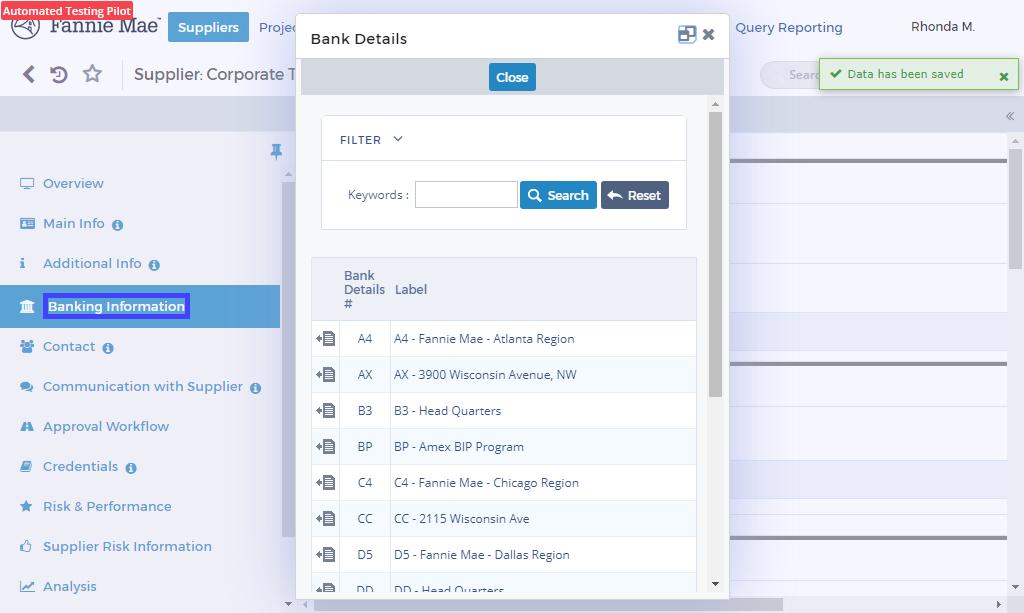 Automated Testing Pilot
Fannie Mae
Suppliers
Query Reporting
Rhonda M.
Supplier: Corporate T
Data has been saved
Bank Details
Close
FILTER
Keywords :
Search
Reset
Bank Details #
Label
A4
A4 - Fannie Mae - Atlanta Region
AX
AX - 3900 Wisconsin Avenue, NW
B3
B3 - Head Quarters
BP
BP - Amex BIP Program
C4
C4 - Fannie Mae - Chicago Region
CC
CC - 2115 Wisconsin Ave
D5
D5 - Fannie Mae - Dallas Region
DD
DD - Head Quarters
Overview
Main Info
Additional Info
Banking Information
Contact
Communication with Supplier
Approval Workflow
Credentials
Risk & Performance
Supplier Risk Information
Analysis